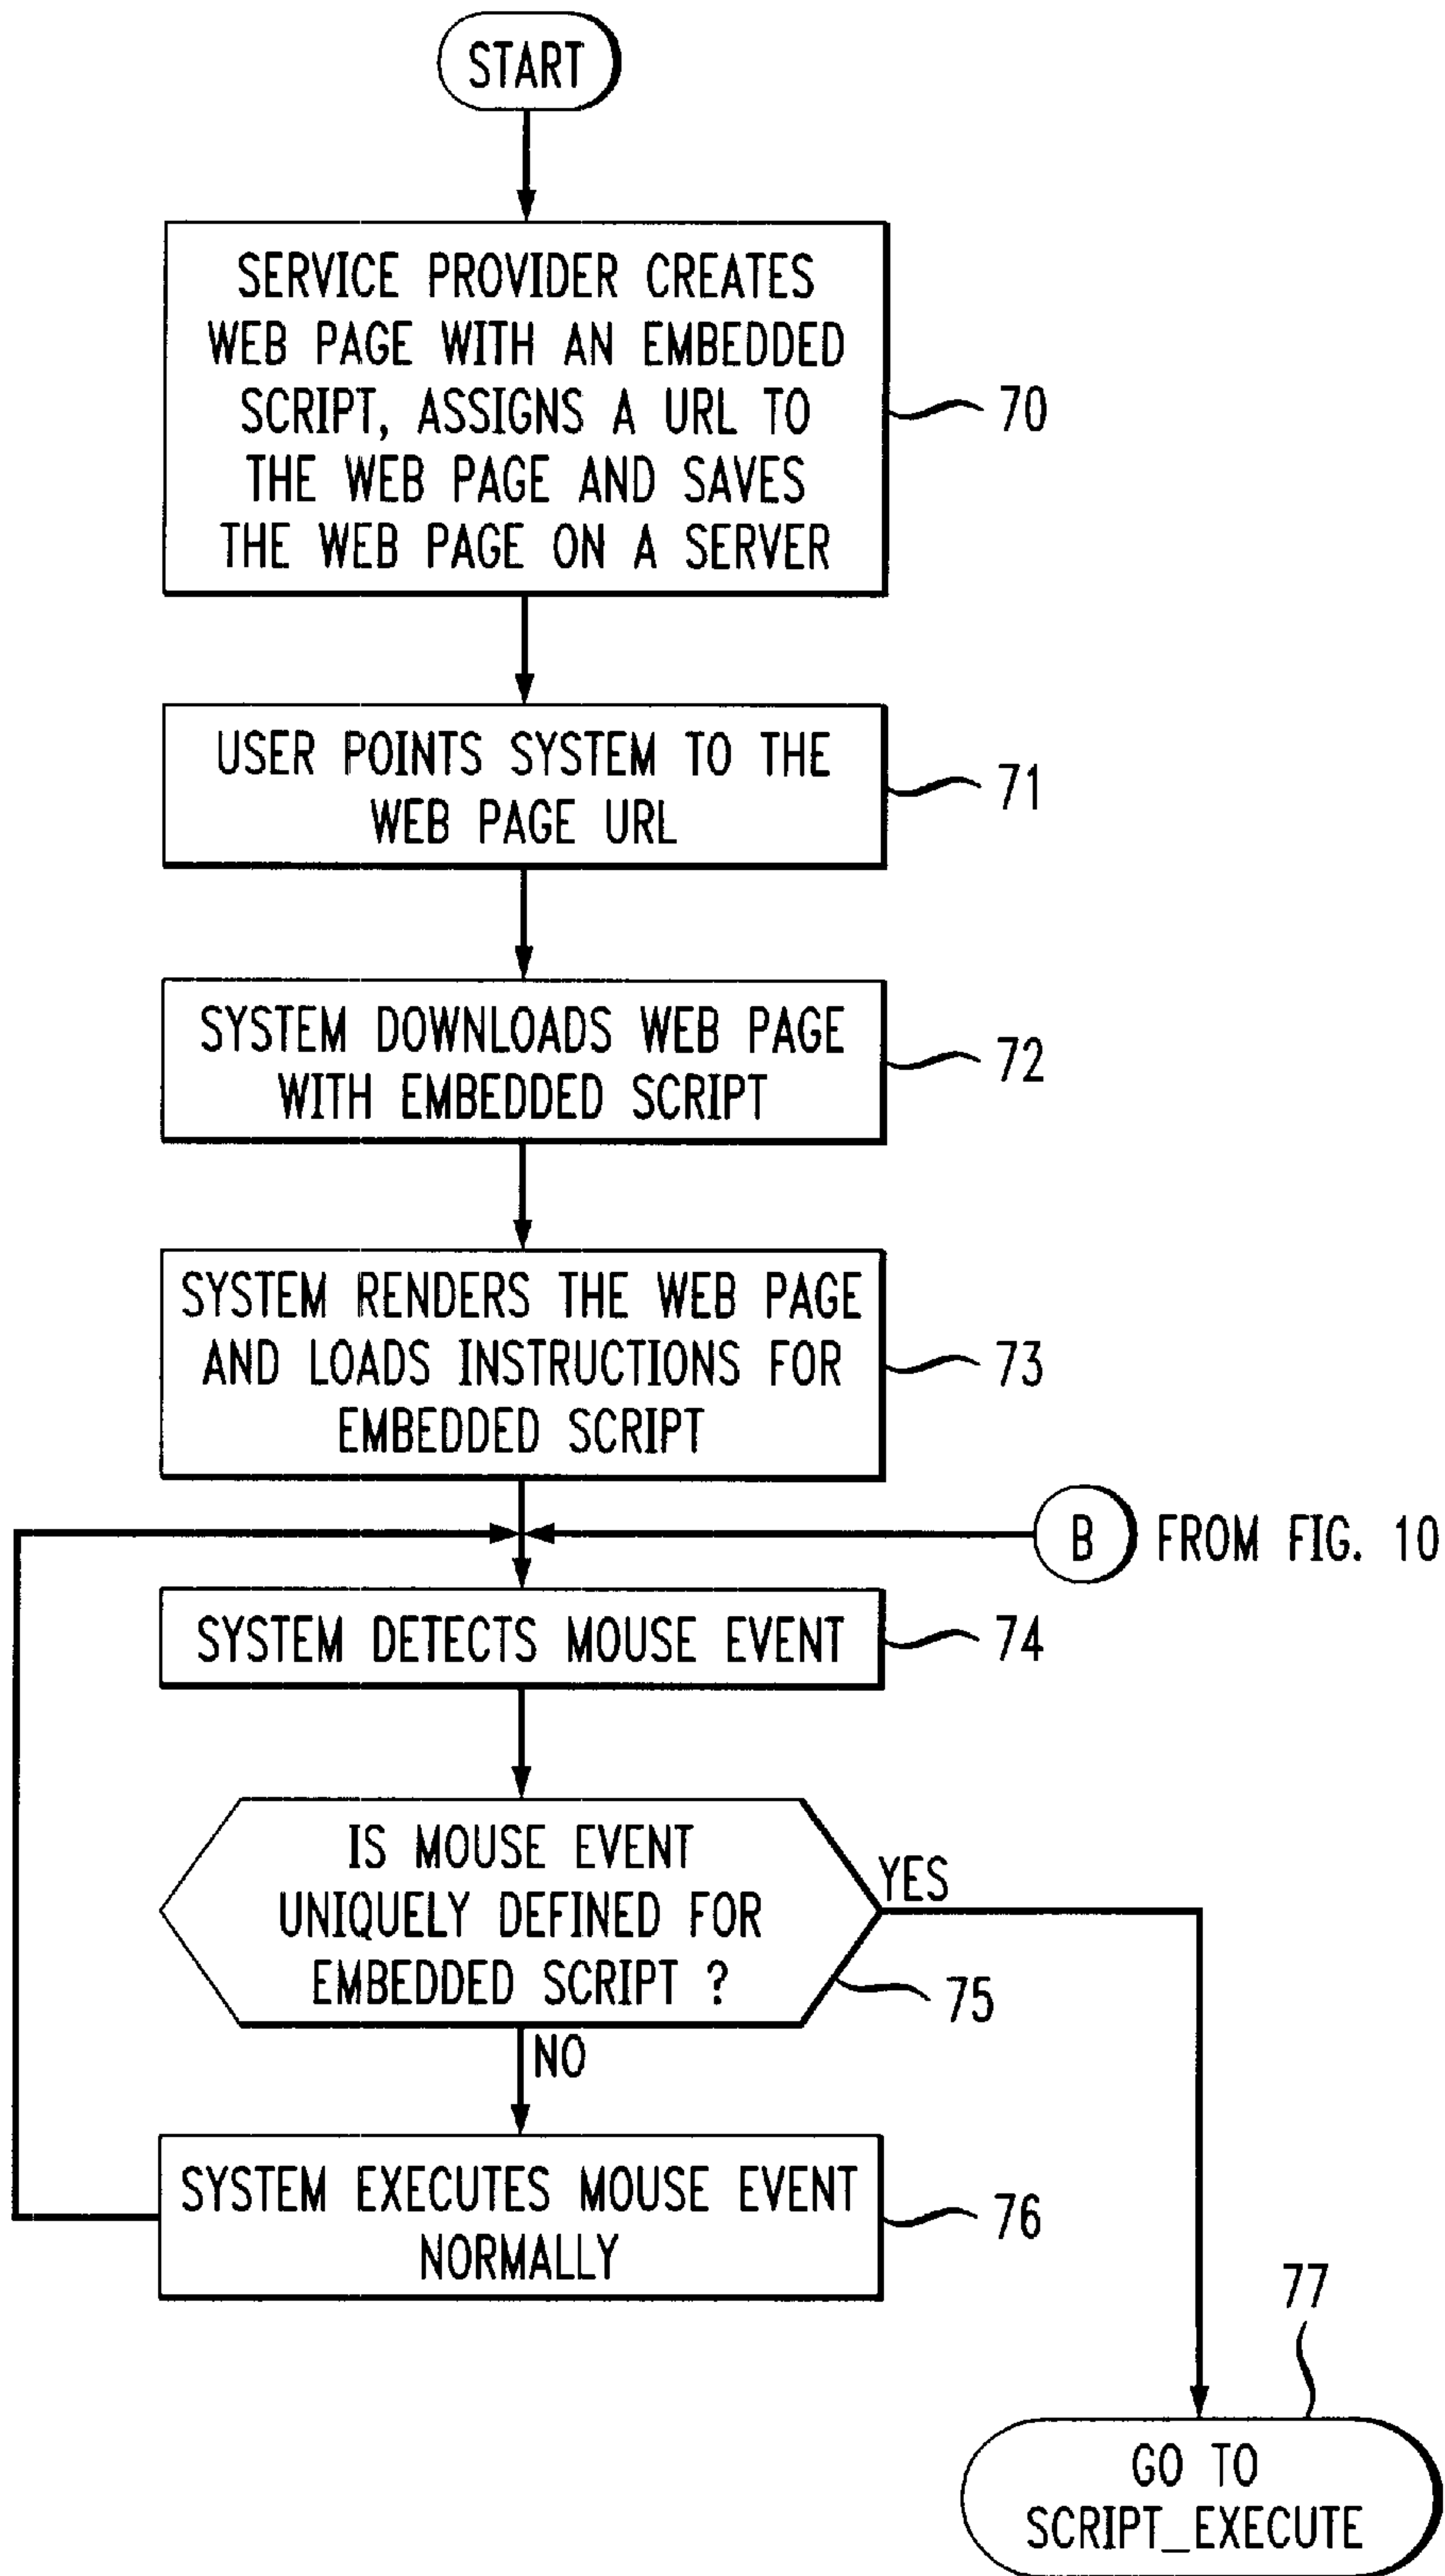 START
SERVICE PROVIDER CREATES
WEB PAGE WITH AN EMBEDDED
SCRIPT, ASSIGNS A URL TO
THE WEB PAGE AND SAVES
THE WEB PAGE ON A SERVER
70
USER POINTS SYSTEM TO THE
WEB PAGE URL
71
SYSTEM DOWNLOADS WEB PAGE
WITH EMBEDDED SCRIPT
72
SYSTEM RENDERS THE WEB PAGE
AND LOADS INSTRUCTIONS FOR
EMBEDDED SCRIPT
73
B FROM FIG. 10
SYSTEM DETECTS MOUSE EVENT
74
IS MOUSE EVENT
UNIQUELY DEFINED FOR
EMBEDDED SCRIPT ?
YES
75
NO
SYSTEM EXECUTES MOUSE EVENT
NORMALLY
76
77
GO TO
SCRIPT_EXECUTE